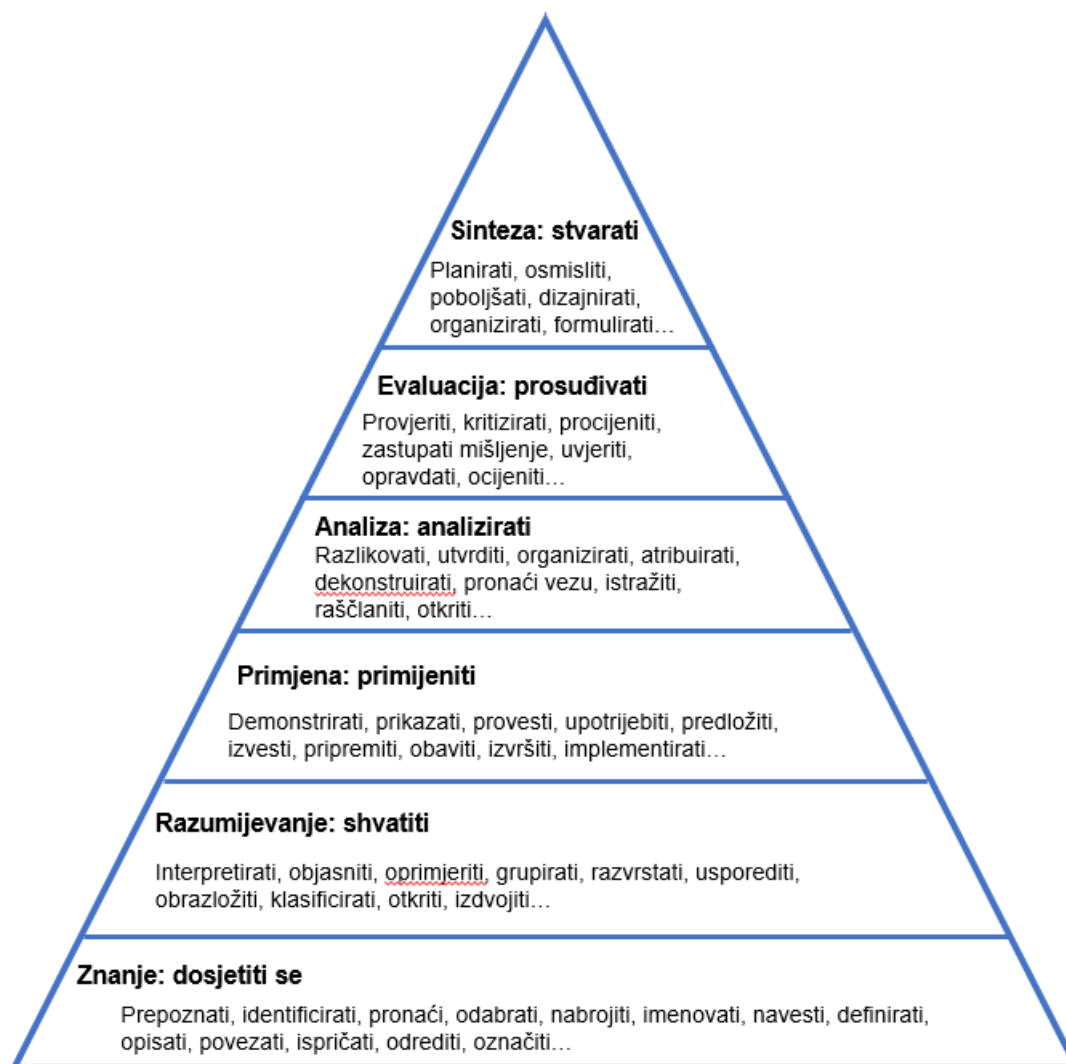 Sinteza: stvarati
Planirati, osmisliti,
poboljšati, dizajnirati,
organizirati, formulirati…
Evaluacija: prosuđivati
Provjeriti, kritizirati, procijeniti,
zastupati mišljenje, uvjeriti,
opravdati, ocijeniti…
Analiza: analizirati
Razlikovati, utvrditi, organizirati, atribuirati,
dekonstruirati, pronaći vezu, istražiti,
raščlaniti, otkriti…
Primjena: primijeniti
Demonstrirati, prikazati, provesti, upotrijebiti, predložiti,
izvesti, pripremiti, obaviti, izvršiti, implementirati…
Razumijevanje: shvatiti
Interpretirati, objasniti, oprimjeriti, grupirati, razvrstati, usporediti,
obrazložiti, klasificirati, otkriti, izdvojiti…
Znanje: dosjetiti se
Prepoznati, identificirati, pronaći, odabrati, nabrojiti, imenovati, navesti, definirati,
opisati, povezati, ispričati, odrediti, označiti…